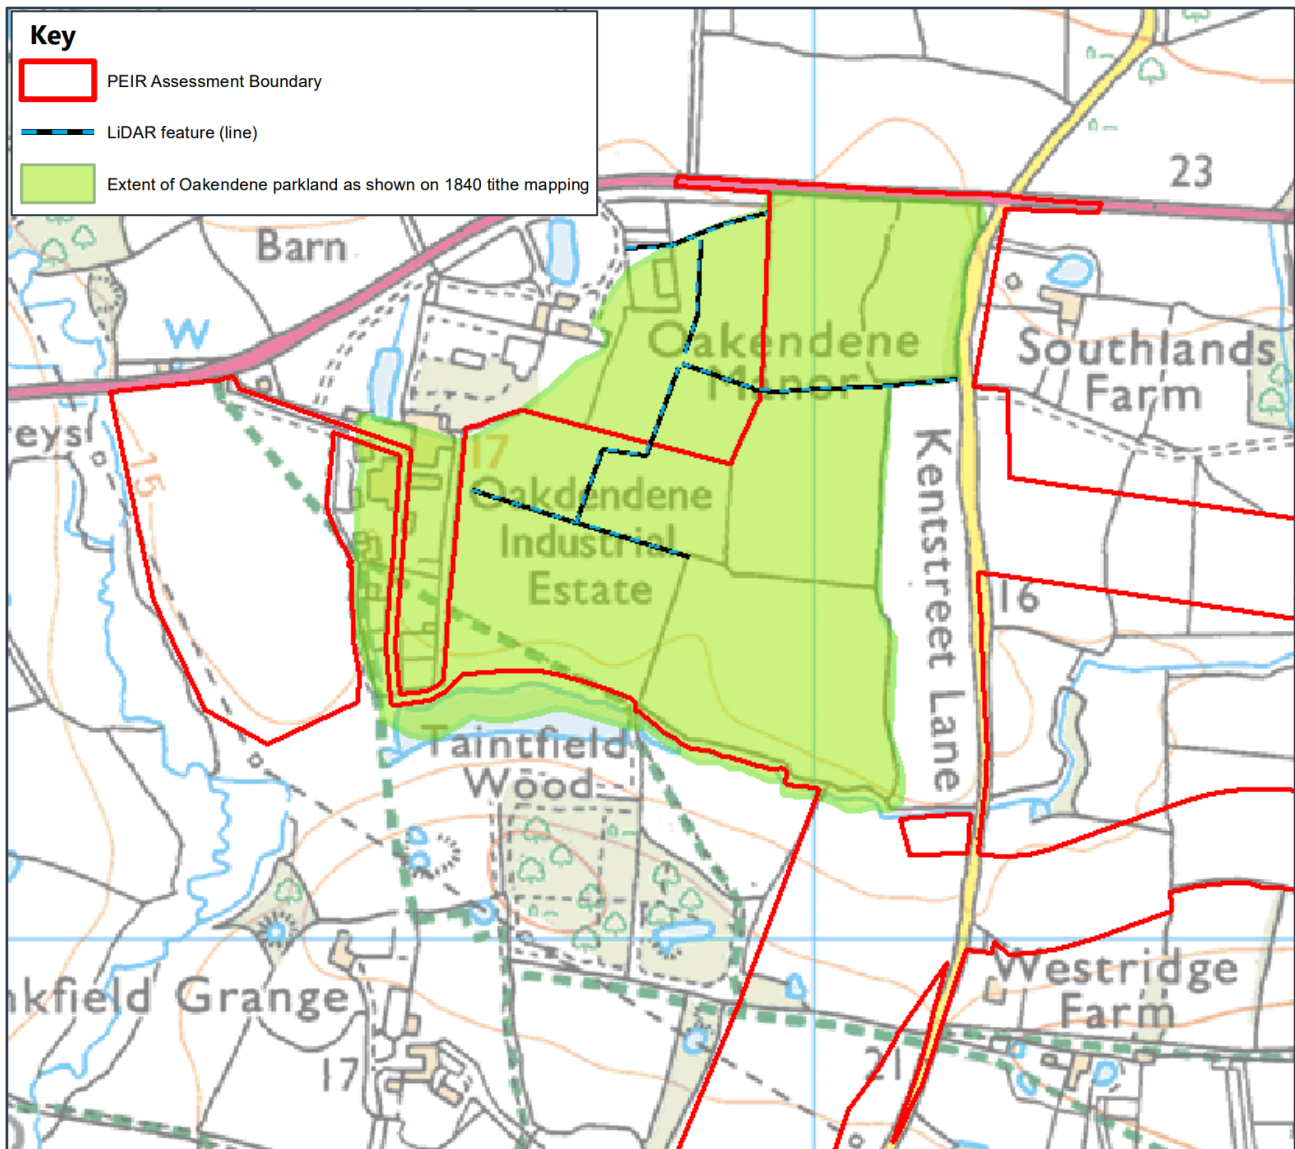 Key
PEIR Assessment Boundary
LiDAR feature (line)
Extent of Oakendene parkland as shown on 1840 tithe mapping
23
Barn
W
Oakendene
Manor
Southlands
Farm
eys
15
17
Oakdendene
Industrial
Estate
Kentstreet Lane
16
Taintfield
Wood
nkfield Grange
Westridge
Farm
17
21